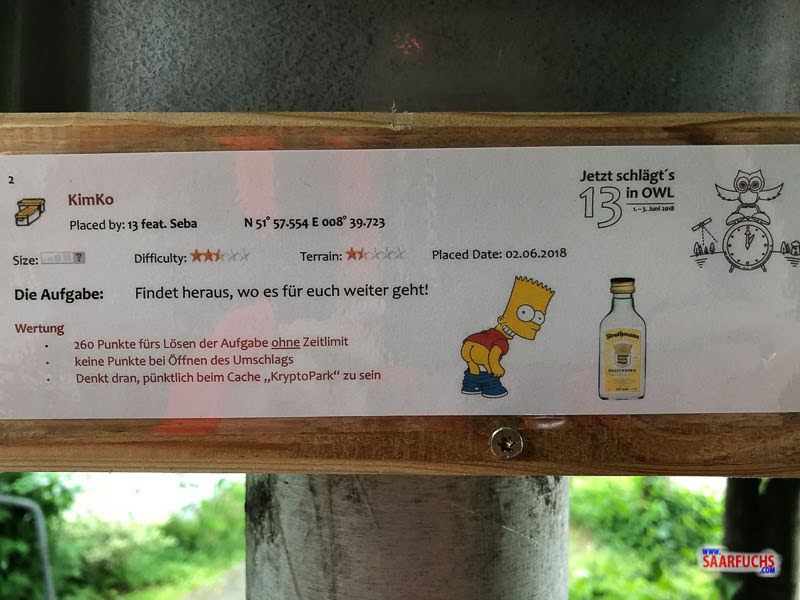 2
KimKo
Placed by: 13 feat. Seba
N 51° 57.554 E 008° 39.723
Jetzt schlägt´s
13 in OWL
1. – 3. Juni 2018
Size: ?
Difficulty:
Terrain:
Placed Date: 02.06.2018
Die Aufgabe: Findet heraus, wo es für euch weiter geht!
Wertung
• 260 Punkte fürs Lösen der Aufgabe ohne Zeitlimit
• keine Punkte bei Öffnen des Umschlags
• Denkt dran, pünktlich beim Cache „KryptoPark“ zu sein
Strothmann
S
WEIZENKORN
WWW.
SAARFUCHS
.COM